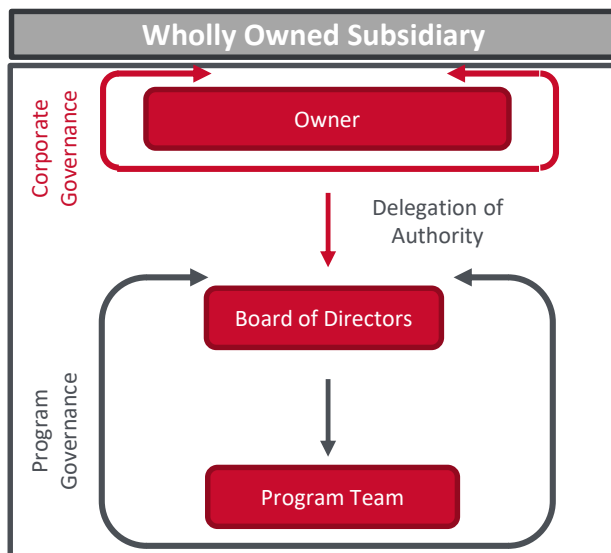 Wholly Owned Subsidiary
Corporate
Governance
Owner
Delegation of
Authority
Board of Directors
Program
Governance
Program Team